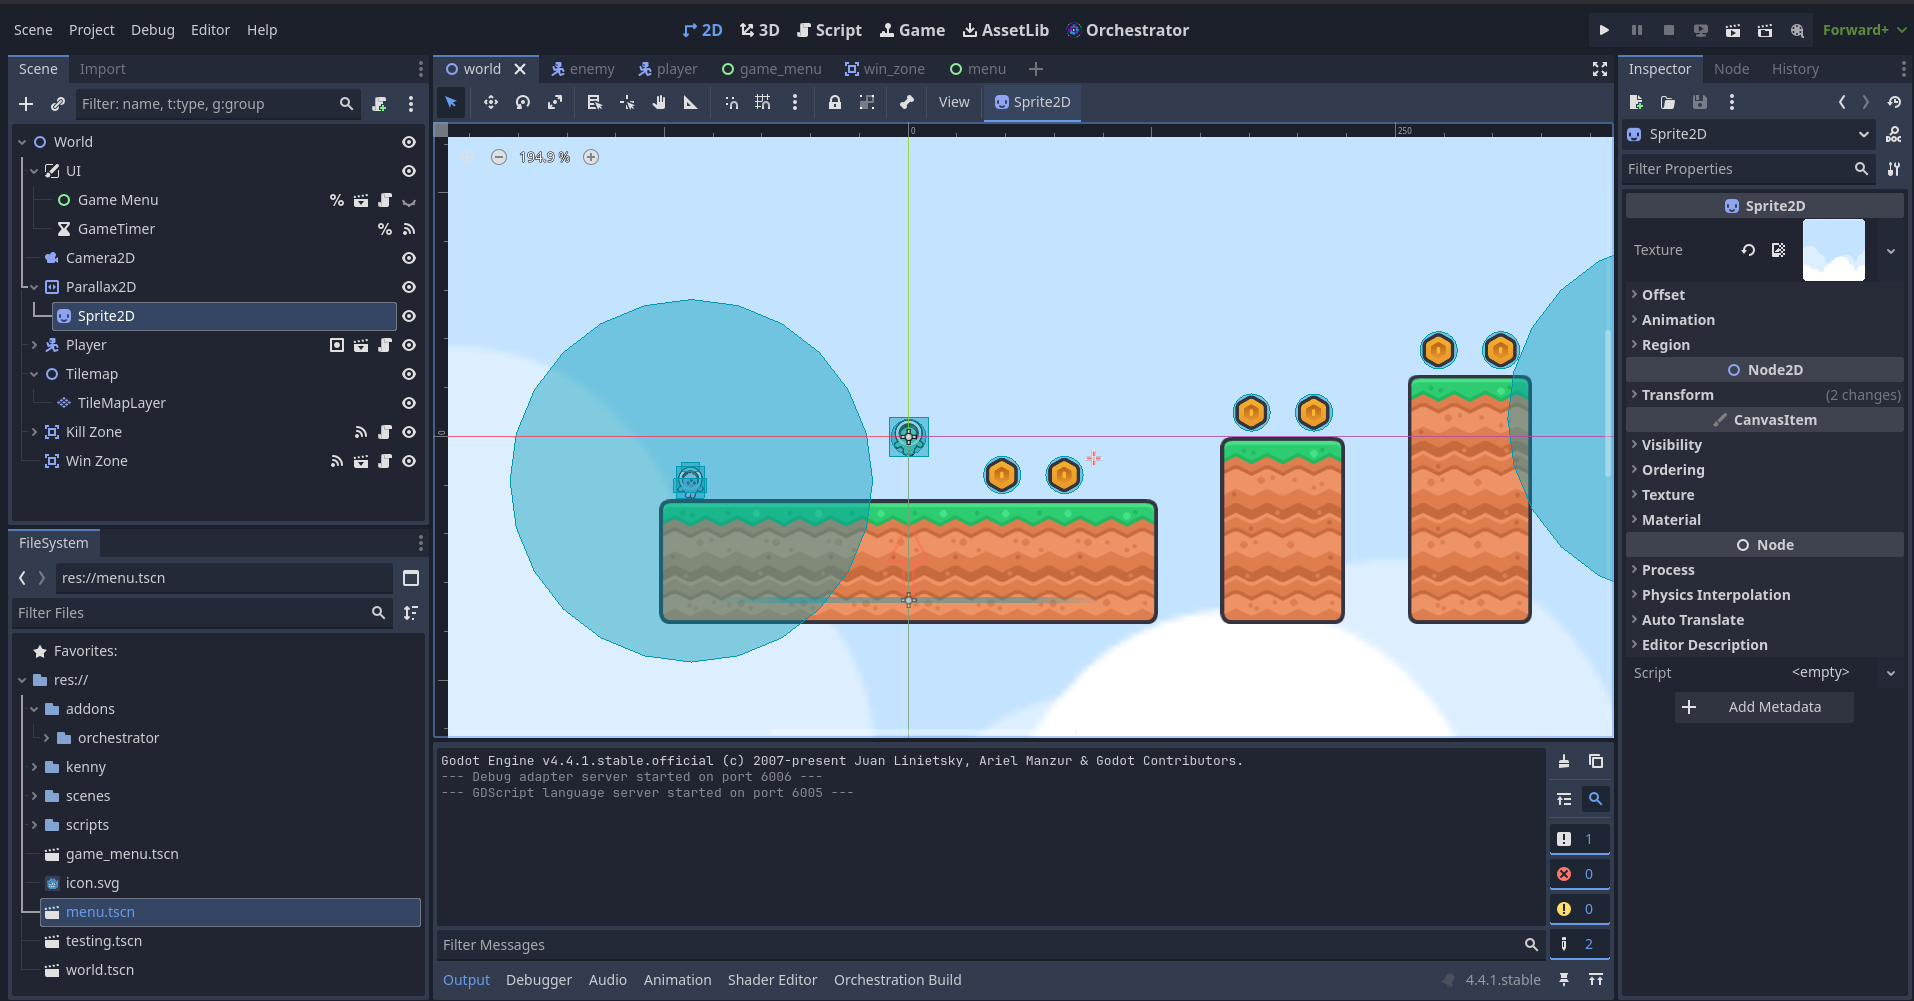 Scene Project Debug Editor Help
2D 3D Script Game AssetLib Orchestrator
Forward+
Scene Import
world enemy player game_menu win_zone menu
Inspector Node History
Filter: name, t:type, g:group
View Sprite2D
World
UI
Game Menu
GameTimer
Camera2D
Parallax2D
Sprite2D
Player
Tilemap
TileMapLayer
Kill Zone
Win Zone
0
250
194.9 %
0
FileSystem
res://menu.tscn
Filter Files
Favorites:
res://
addons
orchestrator
kenny
scenes
scripts
game_menu.tscn
icon.svg
menu.tscn
testing.tscn
world.tscn
Godot Engine v4.4.1.stable.official (c) 2007-present Juan Linietsky, Ariel Manzur & Godot Contributors.
--- Debug adapter server started on port 6006 ---
--- GDScript language server started on port 6005 ---
1
0
0
2
Filter Messages
Output Debugger Audio Animation Shader Editor Orchestration Build
4.4.1.stable
Sprite2D
Filter Properties
Sprite2D
Texture
Offset
Animation
Region
Node2D
Transform (2 changes)
CanvasItem
Visibility
Ordering
Texture
Material
Node
Process
Physics Interpolation
Auto Translate
Editor Description
Script <empty>
Add Metadata